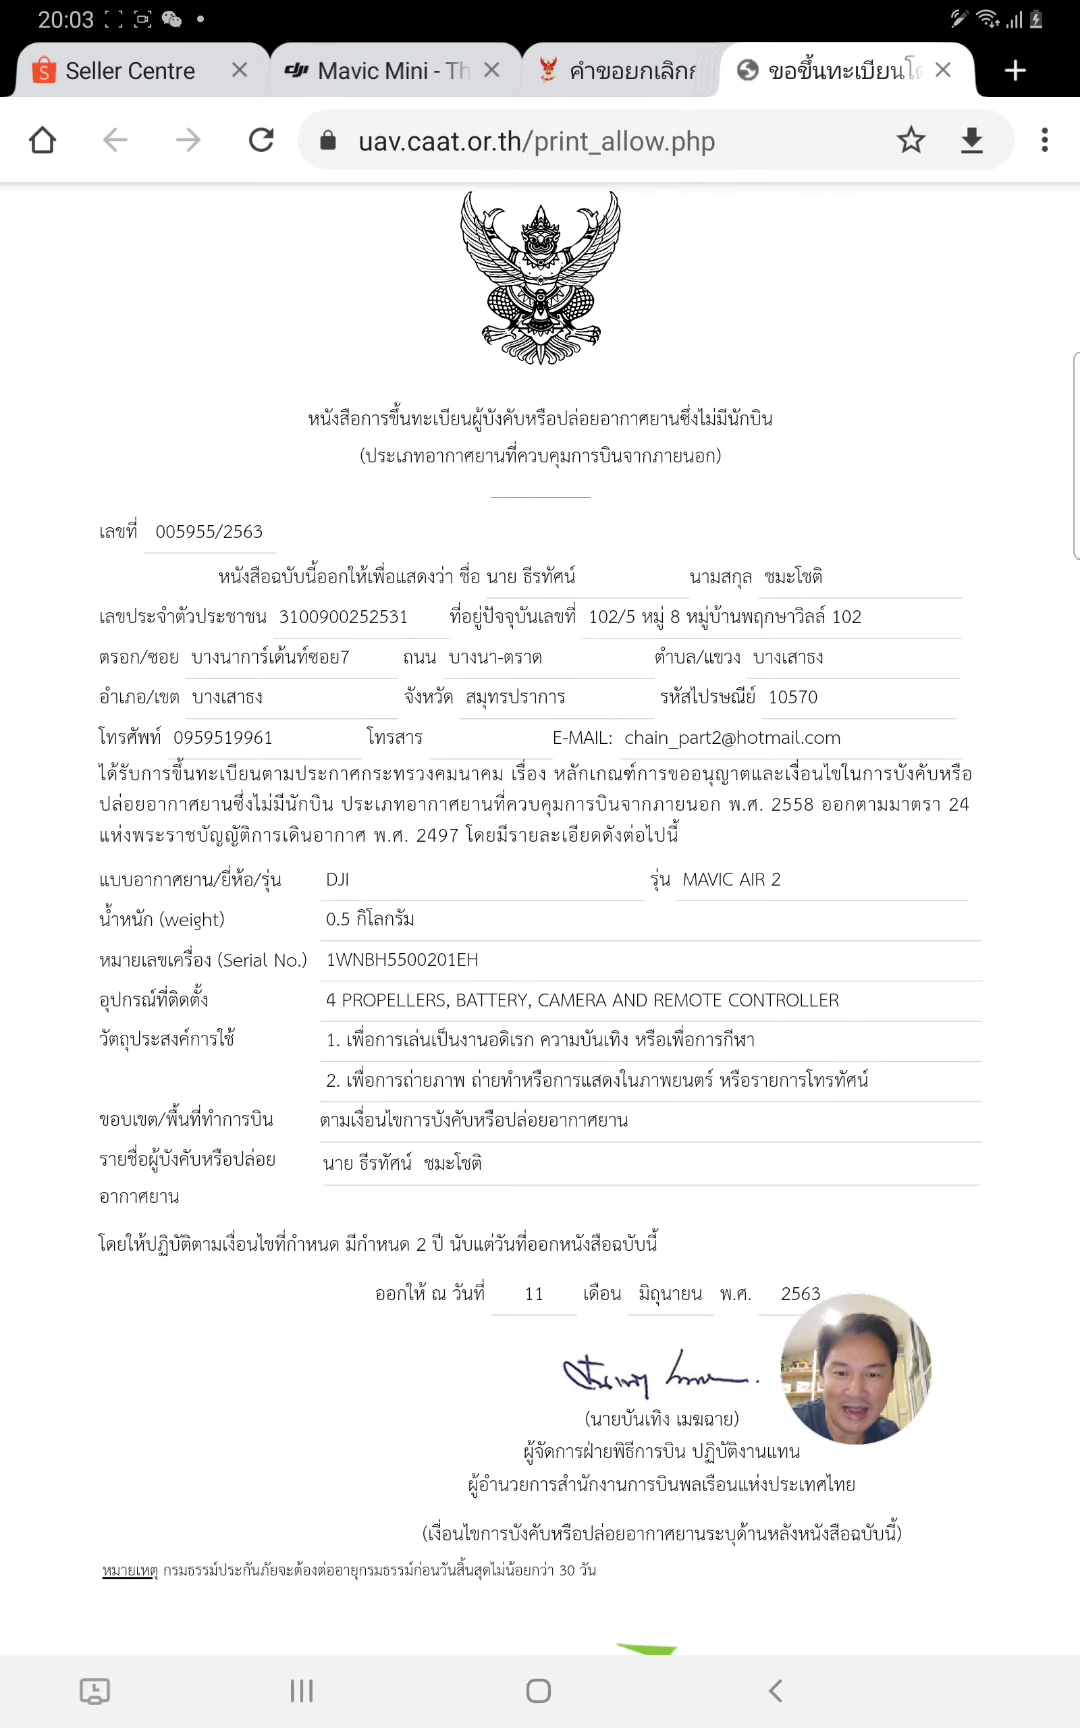 20:03
Seller Centre
dji Mavic Mini - Th
คำขอยกเลิกก
ขอขึ้นทะเบียนโด
uav.caat.or.th/print_allow.php
หนังสือการขึ้นทะเบียนผู้บังคับหรือปล่อยอากาศยานซึ่งไม่มีนักบิน
(ประเภทอากาศยานที่ควบคุมการบินจากภายนอก)
เลขที่ 005955/2563
หนังสือฉบับนี้ออกให้เพื่อแสดงว่า ชื่อ นาย ธีรทัศน์ นามสกุล ชมะโชติ
เลขประจำตัวประชาชน 3100900252531 ที่อยู่ปัจจุบันเลขที่ 102/5 หมู่ 8 หมู่บ้านพฤกษาวิลล์ 102
ตรอก/ซอย บางนาการ์เด้นท์ซอย7 ถนน บางนา-ตราด ตำบล/แขวง บางเสาธง
อำเภอ/เขต บางเสาธง จังหวัด สมุทรปราการ รหัสไปรษณีย์ 10570
โทรศัพท์ 0959519961 โทรสาร E-MAIL: chain_part2@hotmail.com
ได้รับการขึ้นทะเบียนตามประกาศกระทรวงคมนาคม เรื่อง หลักเกณฑ์การขออนุญาตและเงื่อนไขในการบังคับหรือ
ปล่อยอากาศยานซึ่งไม่มีนักบิน ประเภทอากาศยานที่ควบคุมการบินจากภายนอก พ.ศ. 2558 ออกตามมาตรา 24
แห่งพระราชบัญญัติการเดินอากาศ พ.ศ. 2497 โดยมีรายละเอียดดังต่อไปนี้
แบบอากาศยาน/ยี่ห้อ/รุ่น DJI รุ่น MAVIC AIR 2
น้ำหนัก (weight) 0.5 กิโลกรัม
หมายเลขเครื่อง (Serial No.) 1WNBH5500201EH
อุปกรณ์ที่ติดตั้ง 4 PROPELLERS, BATTERY, CAMERA AND REMOTE CONTROLLER
วัตถุประสงค์การใช้ 1. เพื่อการเล่นเป็นงานอดิเรก ความบันเทิง หรือเพื่อการกีฬา
2. เพื่อการถ่ายภาพ ถ่ายทำหรือการแสดงในภาพยนตร์ หรือรายการโทรทัศน์
ขอบเขต/พื้นที่ทำการบิน ตามเงื่อนไขการบังคับหรือปล่อยอากาศยาน
รายชื่อผู้บังคับหรือปล่อย นาย ธีรทัศน์ ชมะโชติ
อากาศยาน
โดยให้ปฏิบัติตามเงื่อนไขที่กำหนด มีกำหนด 2 ปี นับแต่วันที่ออกหนังสือฉบับนี้
ออกให้ ณ วันที่ 11 เดือน มิถุนายน พ.ศ. 2563
(นายบันเทิง เมฆฉาย)
ผู้จัดการฝ่ายพิธีการบิน ปฏิบัติงานแทน
ผู้อำนวยการสำนักงานการบินพลเรือนแห่งประเทศไทย
(เงื่อนไขการบังคับหรือปล่อยอากาศยานระบุด้านหลังหนังสือฉบับนี้)
หมายเหตุ กรมธรรม์ประกันภัยจะต้องต่ออายุกรมธรรม์ก่อนวันสิ้นสุดไม่น้อยกว่า 30 วัน